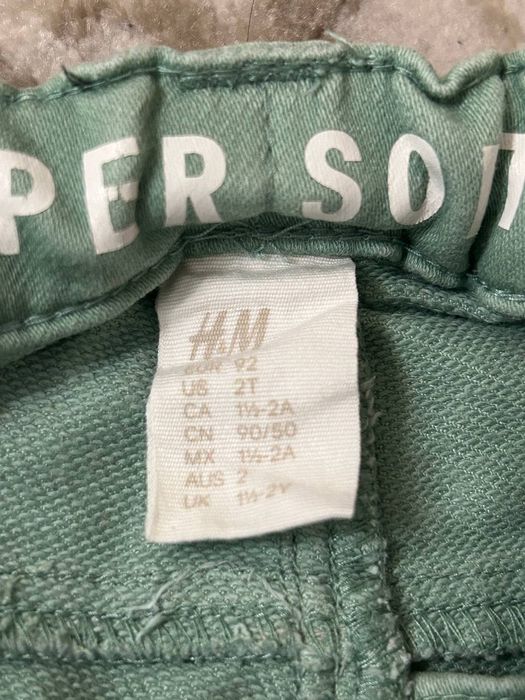 PER SO
H&M
EUR 92
US 2T
CA 1½-2A
CN 90/50
MX 1½-2A
AUS 2
UK 1½-2Y